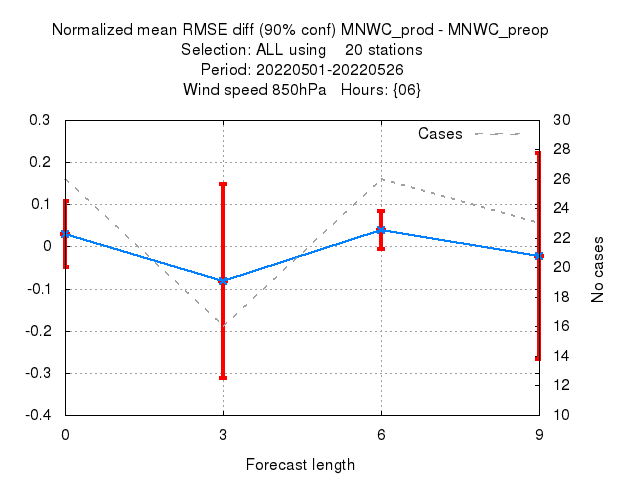 Normalized mean RMSE diff (90% conf) MNWC_prod - MNWC_preop
Selection: ALL using 20 stations
Period: 20220501-20220526
Wind speed 850hPa Hours: {06}
Cases
0.3
0.2
0.1
0
-0.1
-0.2
-0.3
-0.4
30
28
26
24
22
20
18
16
14
12
10
No cases
0 3 6 9
Forecast length